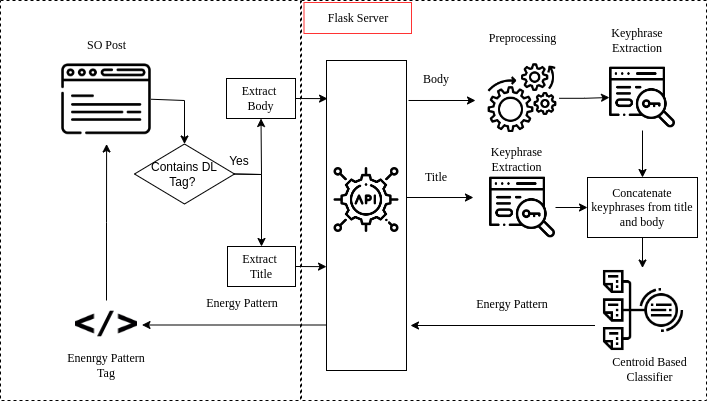 Flask Server
SO Post
Preprocessing
Keyphrase
Extraction
Extract
Body
Body
Contains DL
Tag?
Yes
Keyphrase
Extraction
Title
API
Concatenate
keyphrases from title
and body
Extract
Title
Energy Pattern
Energy Pattern
</>
Enenrgy Pattern
Tag
Centroid Based
Classifier